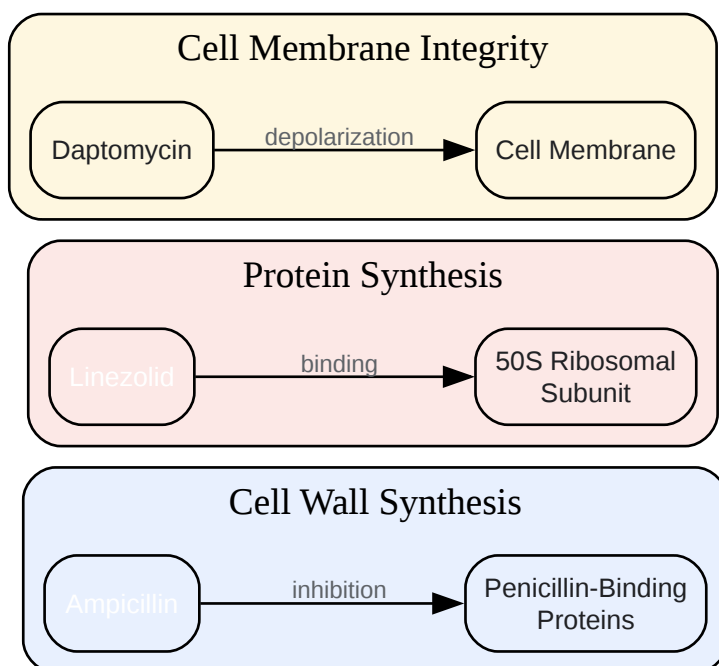 Cell Membrane Integrity
Daptomycin
depolarization
Cell Membrane
Protein Synthesis
Linezolid
binding
50S Ribosomal
Subunit
Cell Wall Synthesis
Ampicillin
inhibition
Penicillin-Binding
Proteins